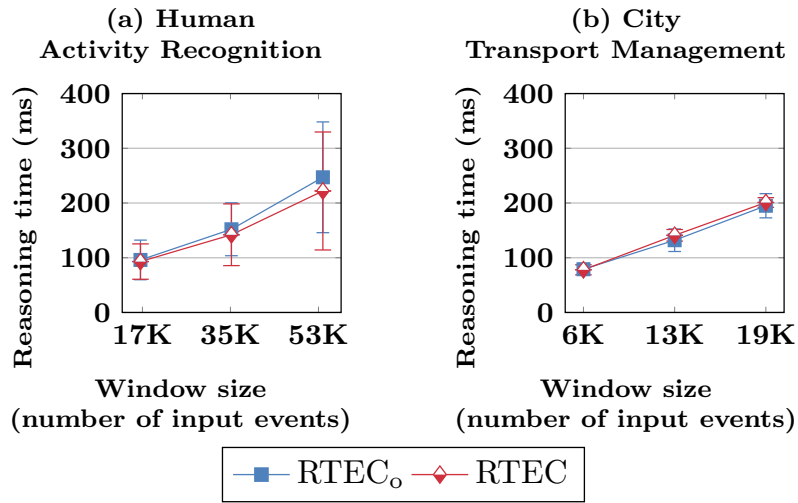 (a) Human
Activity Recognition
Reasoning time (ms)
400
300
200
100
0
17K 35K 53K
Window size
(number of input events)
(b) City
Transport Management
Reasoning time (ms)
400
300
200
100
0
6K 13K 19K
Window size
(number of input events)
RTECₒ RTEC